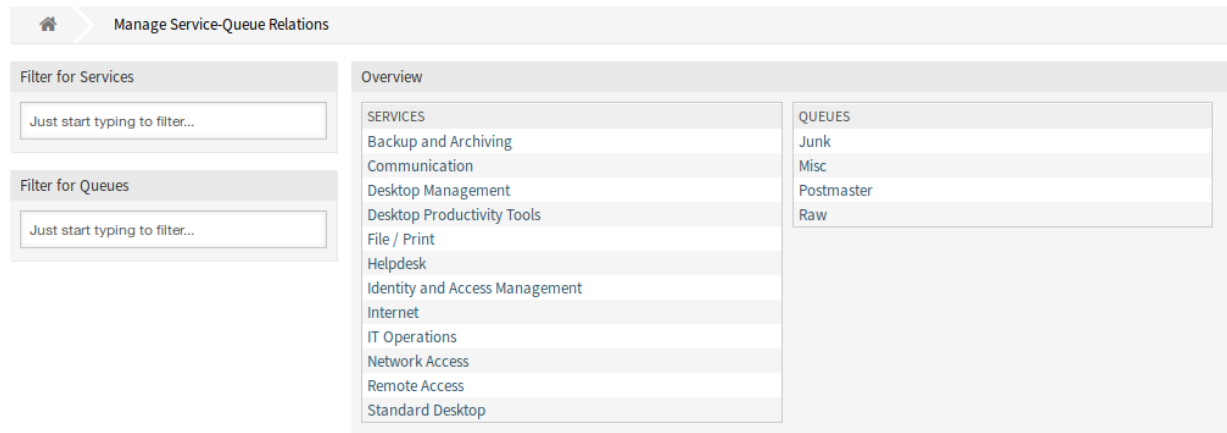 Manage Service-Queue Relations
Filter for Services
Just start typing to filter...
Filter for Queues
Just start typing to filter...
Overview
SERVICES
Backup and Archiving
Communication
Desktop Management
Desktop Productivity Tools
File / Print
Helpdesk
Identity and Access Management
Internet
IT Operations
Network Access
Remote Access
Standard Desktop
QUEUES
Junk
Misc
Postmaster
Raw